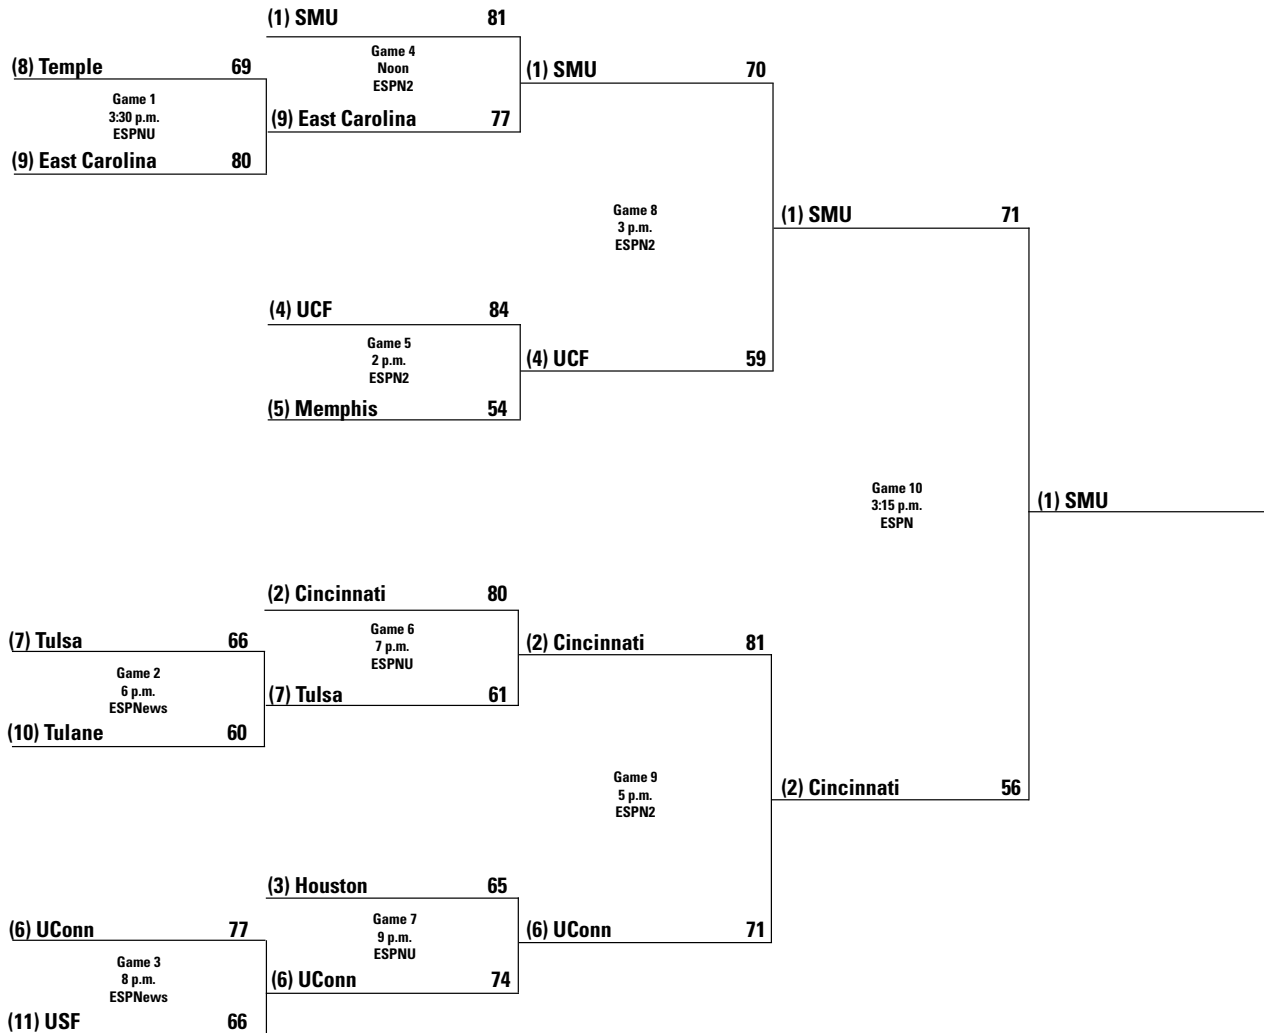 (1) SMU 81
Game 4
Noon
ESPN2
(9) East Carolina 77
(8) Temple 69
Game 1
3:30 p.m.
ESPNU
(9) East Carolina 80
(1) SMU 70
Game 8
3 p.m.
ESPN2
(4) UCF 59
(4) UCF 84
Game 5
2 p.m.
ESPN2
(5) Memphis 54
(1) SMU 71
Game 10
3:15 p.m.
ESPN
(2) Cincinnati 56
(1) SMU
(2) Cincinnati 80
Game 6
7 p.m.
ESPNU
(7) Tulsa 61
(7) Tulsa 66
Game 2
6 p.m.
ESPNews
(10) Tulane 60
(2) Cincinnati 81
Game 9
5 p.m.
ESPN2
(6) UConn 71
(3) Houston 65
Game 7
9 p.m.
ESPNU
(6) UConn 74
(6) UConn 77
Game 3
8 p.m.
ESPNews
(11) USF 66